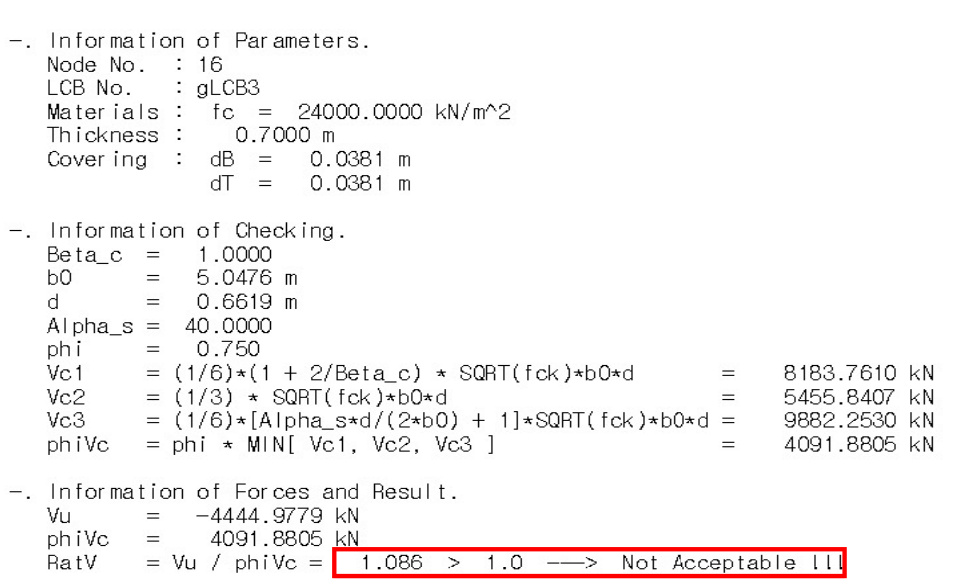 -. Information of Parameters.
Node No. : 16
LCB No. : gLCB3
Materials : fc = 24000.0000 kN/m^2
Thickness : 0.7000 m
Covering : dB = 0.0381 m
dT = 0.0381 m
-. Information of Checking.
Beta_c = 1.0000
b0 = 5.0476 m
d = 0.6619 m
Alpha_s = 40.0000
phi = 0.750
Vc1 = (1/6)*(1 + 2/Beta_c) * SQRT(fck)*b0*d = 8183.7610 kN
Vc2 = (1/3) * SQRT(fck)*b0*d = 5455.8407 kN
Vc3 = (1/6)*[Alpha_s*d/(2*b0) + 1]*SQRT(fck)*b0*d = 9882.2530 kN
phiVc = phi * MIN[ Vc1, Vc2, Vc3 ] = 4091.8805 kN
-. Information of Forces and Result.
Vu = -4444.9779 kN
phiVc = 4091.8805 kN
RatV = Vu / phiVc = 1.086 > 1.0 ---> Not Acceptable !!!